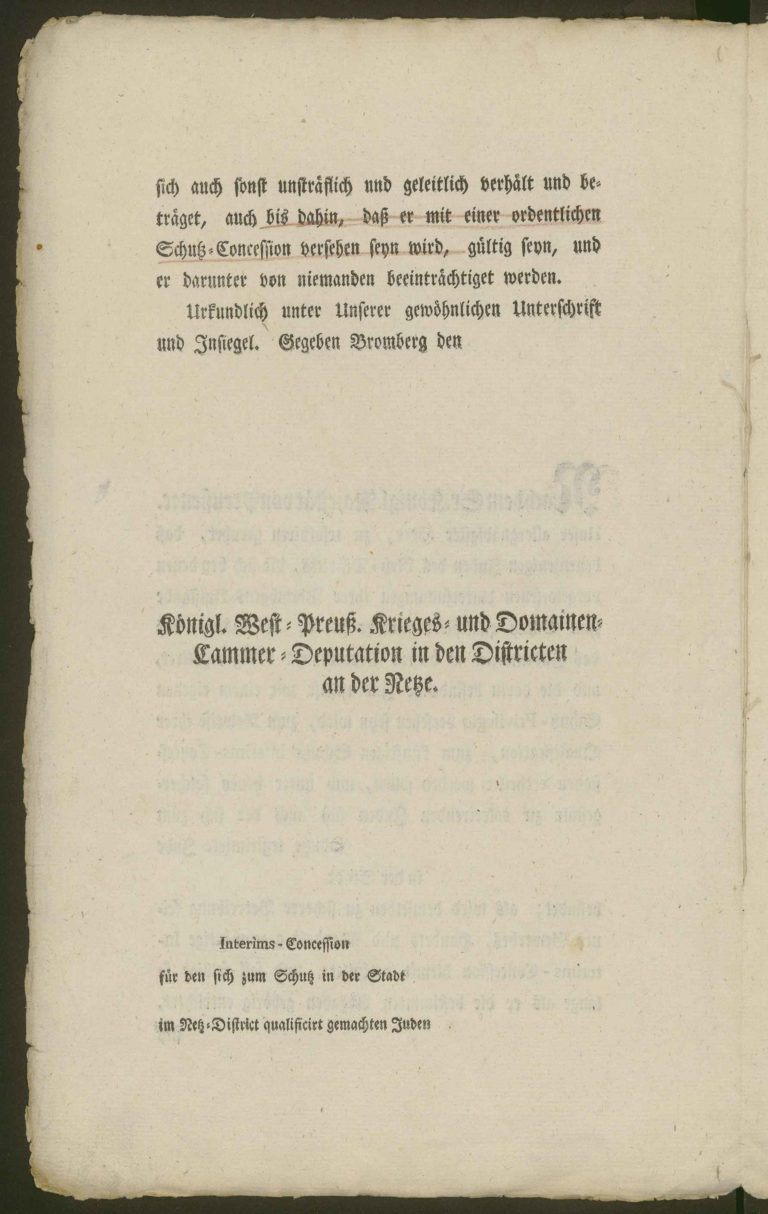 sich auch sonst unsträflich und geleitlich verhält und be-
träget, auch bis dahin, daß er mit einer ordentlichen
Schutz-Concession versehen seyn wird, gültig seyn, und
er darunter von niemanden beeinträchtiget werden.
Urkundlich unter Unserer gewöhnlichen Unterschrift
und Insiegel. Gegeben Bromberg den
Königl. West-Preuß. Krieges- und Domainen-
Cammer-Deputation in den Districten
an der Netze.
Interims-Concession
für den sich zum Schutz in der Stadt
im Netz-District qualificirt gemachten Juden